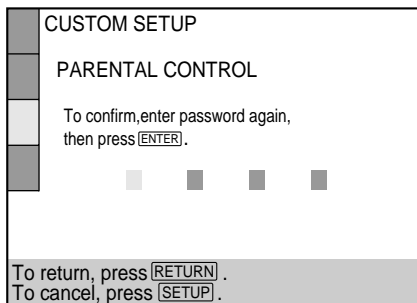 CUSTOM SETUP
PARENTAL CONTROL
To confirm,enter password again,
then press ENTER.
To return, press RETURN .
To cancel, press SETUP .